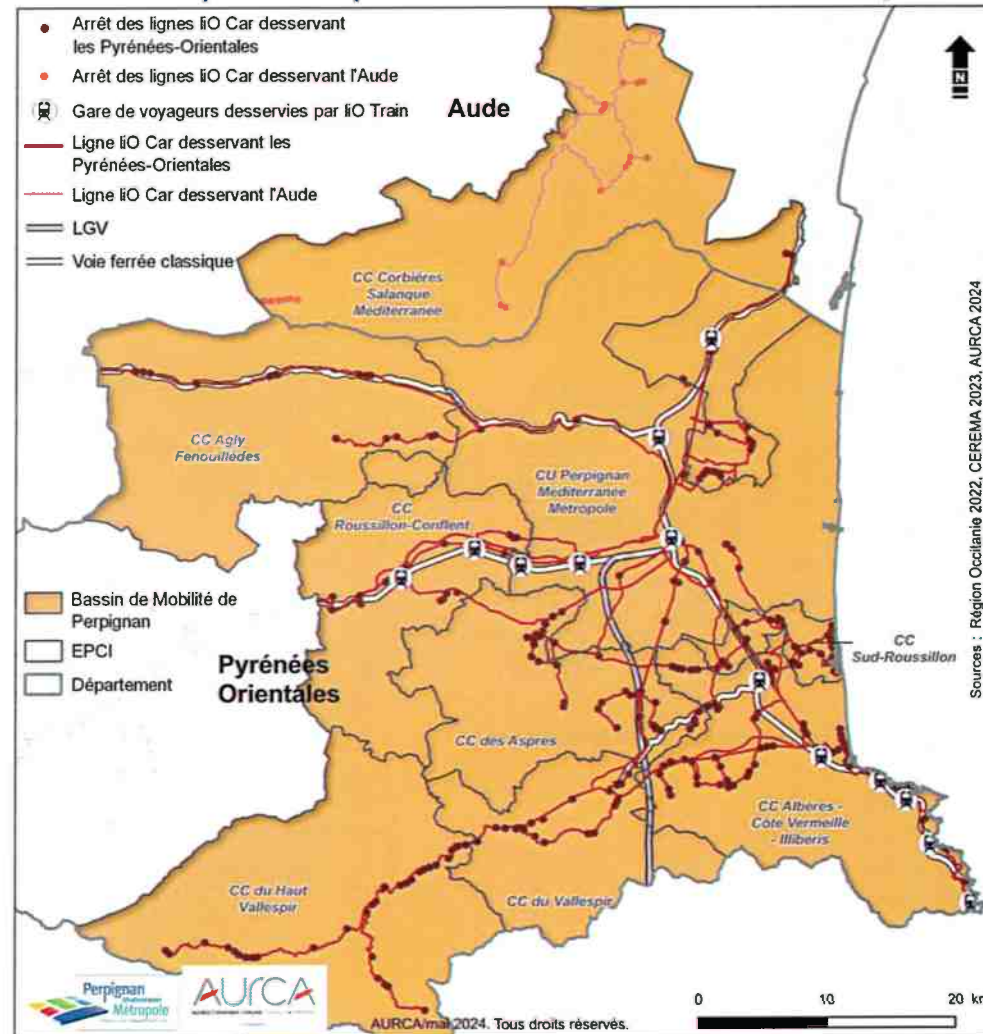 Arrêt des lignes liO Car desservant
les Pyrénées-Orientales
Arrêt des lignes liO Car desservant l'Aude
Gare de voyageurs desservies par liO Train
Ligne liO Car desservant les
Pyrénées-Orientales
Ligne liO Car desservant l'Aude
LGV
Voie ferrée classique
Aude
N
CC Corbières
Salanque
Méditerranée
CC Agly
Fenouillèdes
CU Perpignan
Méditerranée
Métropole
CC
Roussillon-Conflent
Bassin de Mobilité de
Perpignan
EPCI
Département
Pyrénées
Orientales
CC
Sud-Roussillon
CC des Aspres
CC Albères -
Côte Vermeille
- Illibéris
CC du Haut
Vallespir
CC du Vallespir
Sources : Région Occitanie 2022, CEREMA 2023, AURCA 2024
Perpignan
Méditerranée
Métropole
AURCA
AURCA/mai 2024. Tous droits réservés.
0 10 20 km